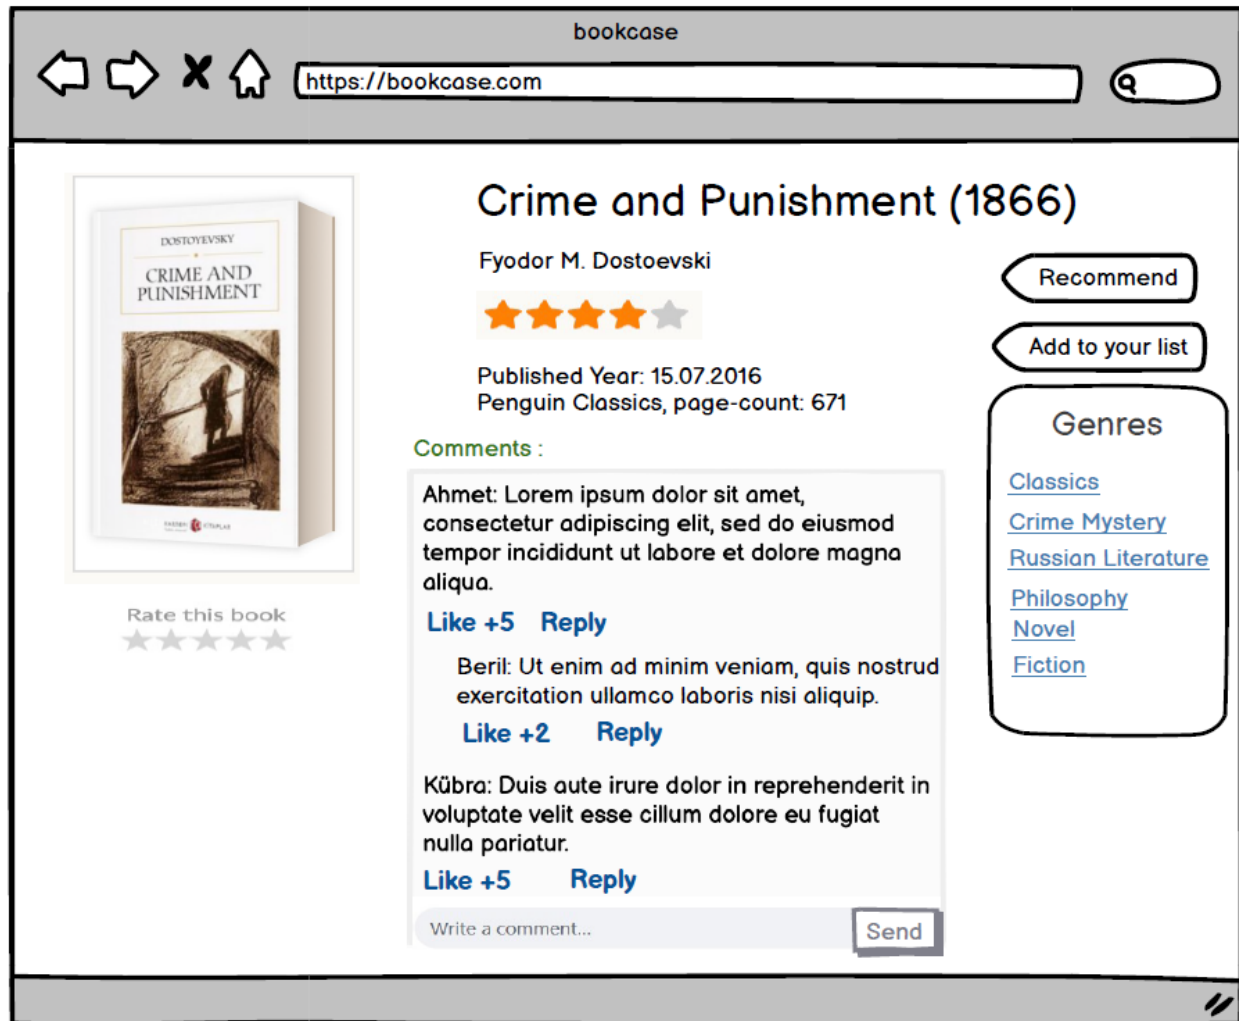 bookcase
https://bookcase.com
DOSTOYEVSKY
CRIME AND
PUNISHMENT
Rate this book
Crime and Punishment (1866)
Fyodor M. Dostoevski
Published Year: 15.07.2016
Penguin Classics, page-count: 671
Comments :
Ahmet: Lorem ipsum dolor sit amet,
consectetur adipiscing elit, sed do eiusmod
tempor incididunt ut labore et dolore magna
aliqua.
Like +5 Reply
Beril: Ut enim ad minim veniam, quis nostrud
exercitation ullamco laboris nisi aliquip.
Like +2 Reply
Kübra: Duis aute irure dolor in reprehenderit in
voluptate velit esse cillum dolore eu fugiat
nulla pariatur.
Like +5 Reply
Write a comment...
Send
Recommend
Add to your list
Genres
Classics
Crime Mystery
Russian Literature
Philosophy
Novel
Fiction